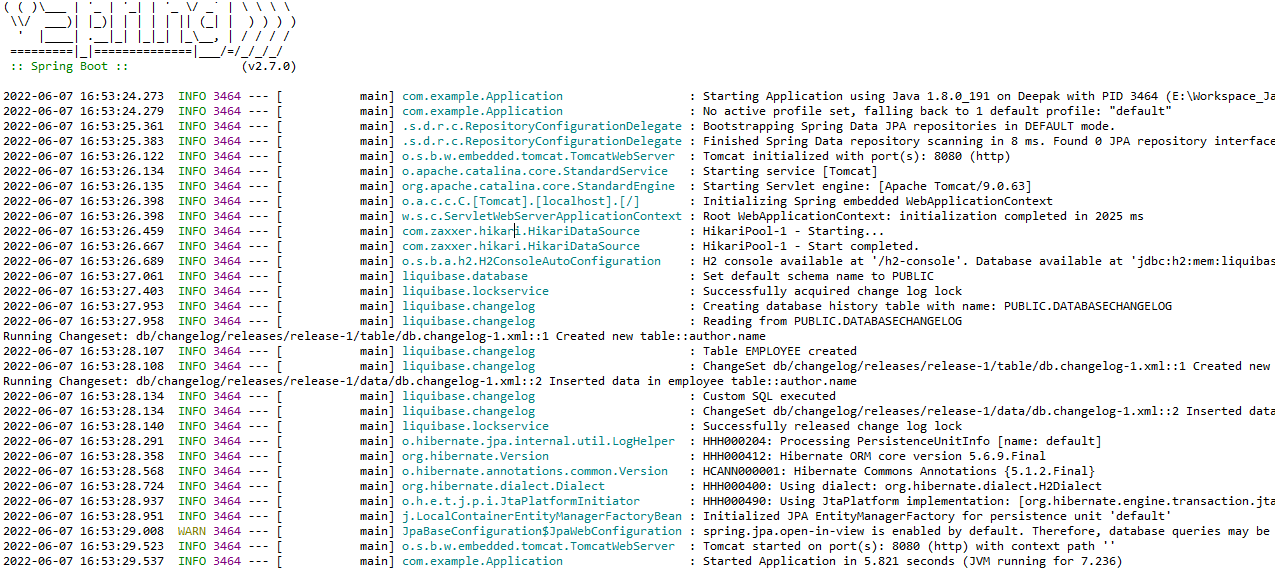 ( ( )\___ | '_ | '_| | '_ \/ _` | \ \ \ \
 \\/  ___)| |_)| | | | | || (_| |  ) ) ) )
  '  |____| .__|_| |_|_| |_\__, | / / / /
 =========|_|==============|___/=/_/_/_/
 :: Spring Boot ::                (v2.7.0)
2022-06-07 16:53:24.273  INFO 3464 --- [           main] com.example.Application                  : Starting Application using Java 1.8.0_191 on Deepak with PID 3464 (E:\Workspace_Ja
2022-06-07 16:53:24.279  INFO 3464 --- [           main] com.example.Application                  : No active profile set, falling back to 1 default profile: "default"
2022-06-07 16:53:25.361  INFO 3464 --- [           main] .s.d.r.c.RepositoryConfigurationDelegate : Bootstrapping Spring Data JPA repositories in DEFAULT mode.
2022-06-07 16:53:25.383  INFO 3464 --- [           main] .s.d.r.c.RepositoryConfigurationDelegate : Finished Spring Data repository scanning in 8 ms. Found 0 JPA repository interface
2022-06-07 16:53:26.122  INFO 3464 --- [           main] o.s.b.w.embedded.tomcat.TomcatWebServer  : Tomcat initialized with port(s): 8080 (http)
2022-06-07 16:53:26.134  INFO 3464 --- [           main] o.apache.catalina.core.StandardService   : Starting service [Tomcat]
2022-06-07 16:53:26.135  INFO 3464 --- [           main] org.apache.catalina.core.StandardEngine  : Starting Servlet engine: [Apache Tomcat/9.0.63]
2022-06-07 16:53:26.398  INFO 3464 --- [           main] o.a.c.c.C.[Tomcat].[localhost].[/]       : Initializing Spring embedded WebApplicationContext
2022-06-07 16:53:26.398  INFO 3464 --- [           main] w.s.c.ServletWebServerApplicationContext : Root WebApplicationContext: initialization completed in 2025 ms
2022-06-07 16:53:26.459  INFO 3464 --- [           main] com.zaxxer.hikari.HikariDataSource       : HikariPool-1 - Starting...
2022-06-07 16:53:26.667  INFO 3464 --- [           main] com.zaxxer.hikari.HikariDataSource       : HikariPool-1 - Start completed.
2022-06-07 16:53:26.689  INFO 3464 --- [           main] o.s.b.a.h2.H2ConsoleAutoConfiguration    : H2 console available at '/h2-console'. Database available at 'jdbc:h2:mem:liquibas
2022-06-07 16:53:27.061  INFO 3464 --- [           main] liquibase.database                       : Set default schema name to PUBLIC
2022-06-07 16:53:27.403  INFO 3464 --- [           main] liquibase.lockservice                    : Successfully acquired change log lock
2022-06-07 16:53:27.953  INFO 3464 --- [           main] liquibase.changelog                      : Creating database history table with name: PUBLIC.DATABASECHANGELOG
2022-06-07 16:53:27.958  INFO 3464 --- [           main] liquibase.changelog                      : Reading from PUBLIC.DATABASECHANGELOG
Running Changeset: db/changelog/releases/release-1/table/db.changelog-1.xml::1 Created new table::author.name
2022-06-07 16:53:28.107  INFO 3464 --- [           main] liquibase.changelog                      : Table EMPLOYEE created
2022-06-07 16:53:28.108  INFO 3464 --- [           main] liquibase.changelog                      : ChangeSet db/changelog/releases/release-1/table/db.changelog-1.xml::1 Created new
Running Changeset: db/changelog/releases/release-1/data/db.changelog-1.xml::2 Inserted data in employee table::author.name
2022-06-07 16:53:28.134  INFO 3464 --- [           main] liquibase.changelog                      : Custom SQL executed
2022-06-07 16:53:28.134  INFO 3464 --- [           main] liquibase.changelog                      : ChangeSet db/changelog/releases/release-1/data/db.changelog-1.xml::2 Inserted data
2022-06-07 16:53:28.140  INFO 3464 --- [           main] liquibase.lockservice                    : Successfully released change log lock
2022-06-07 16:53:28.291  INFO 3464 --- [           main] o.hibernate.jpa.internal.util.LogHelper  : HHH000204: Processing PersistenceUnitInfo [name: default]
2022-06-07 16:53:28.358  INFO 3464 --- [           main] org.hibernate.Version                    : HHH000412: Hibernate ORM core version 5.6.9.Final
2022-06-07 16:53:28.568  INFO 3464 --- [           main] o.hibernate.annotations.common.Version   : HCANN000001: Hibernate Commons Annotations {5.1.2.Final}
2022-06-07 16:53:28.724  INFO 3464 --- [           main] org.hibernate.dialect.Dialect            : HHH000400: Using dialect: org.hibernate.dialect.H2Dialect
2022-06-07 16:53:28.937  INFO 3464 --- [           main] o.h.e.t.j.p.i.JtaPlatformInitiator       : HHH000490: Using JtaPlatform implementation: [org.hibernate.engine.transaction.jta
2022-06-07 16:53:28.951  INFO 3464 --- [           main] j.LocalContainerEntityManagerFactoryBean : Initialized JPA EntityManagerFactory for persistence unit 'default'
2022-06-07 16:53:29.008  WARN 3464 --- [           main] JpaBaseConfiguration$JpaWebConfiguration : spring.jpa.open-in-view is enabled by default. Therefore, database queries may be
2022-06-07 16:53:29.523  INFO 3464 --- [           main] o.s.b.w.embedded.tomcat.TomcatWebServer  : Tomcat started on port(s): 8080 (http) with context path ''
2022-06-07 16:53:29.537  INFO 3464 --- [           main] com.example.Application                  : Started Application in 5.821 seconds (JVM running for 7.236)